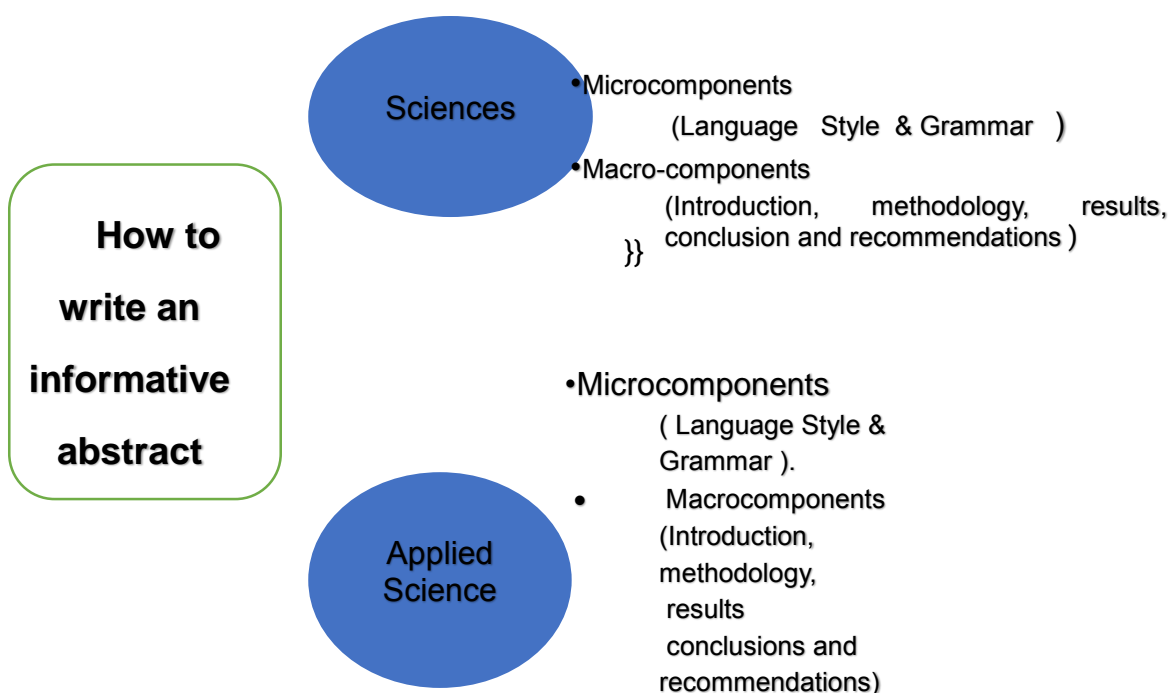 How to
write an
informative
abstract
Sciences
•Microcomponents
(Language Style & Grammar )
•Macro-components
(Introduction, methodology, results,
conclusion and recommendations )
}}
Applied
Science
•Microcomponents
( Language Style &
Grammar ).
• Macrocomponents
(Introduction,
methodology,
results
conclusions and
recommendations)